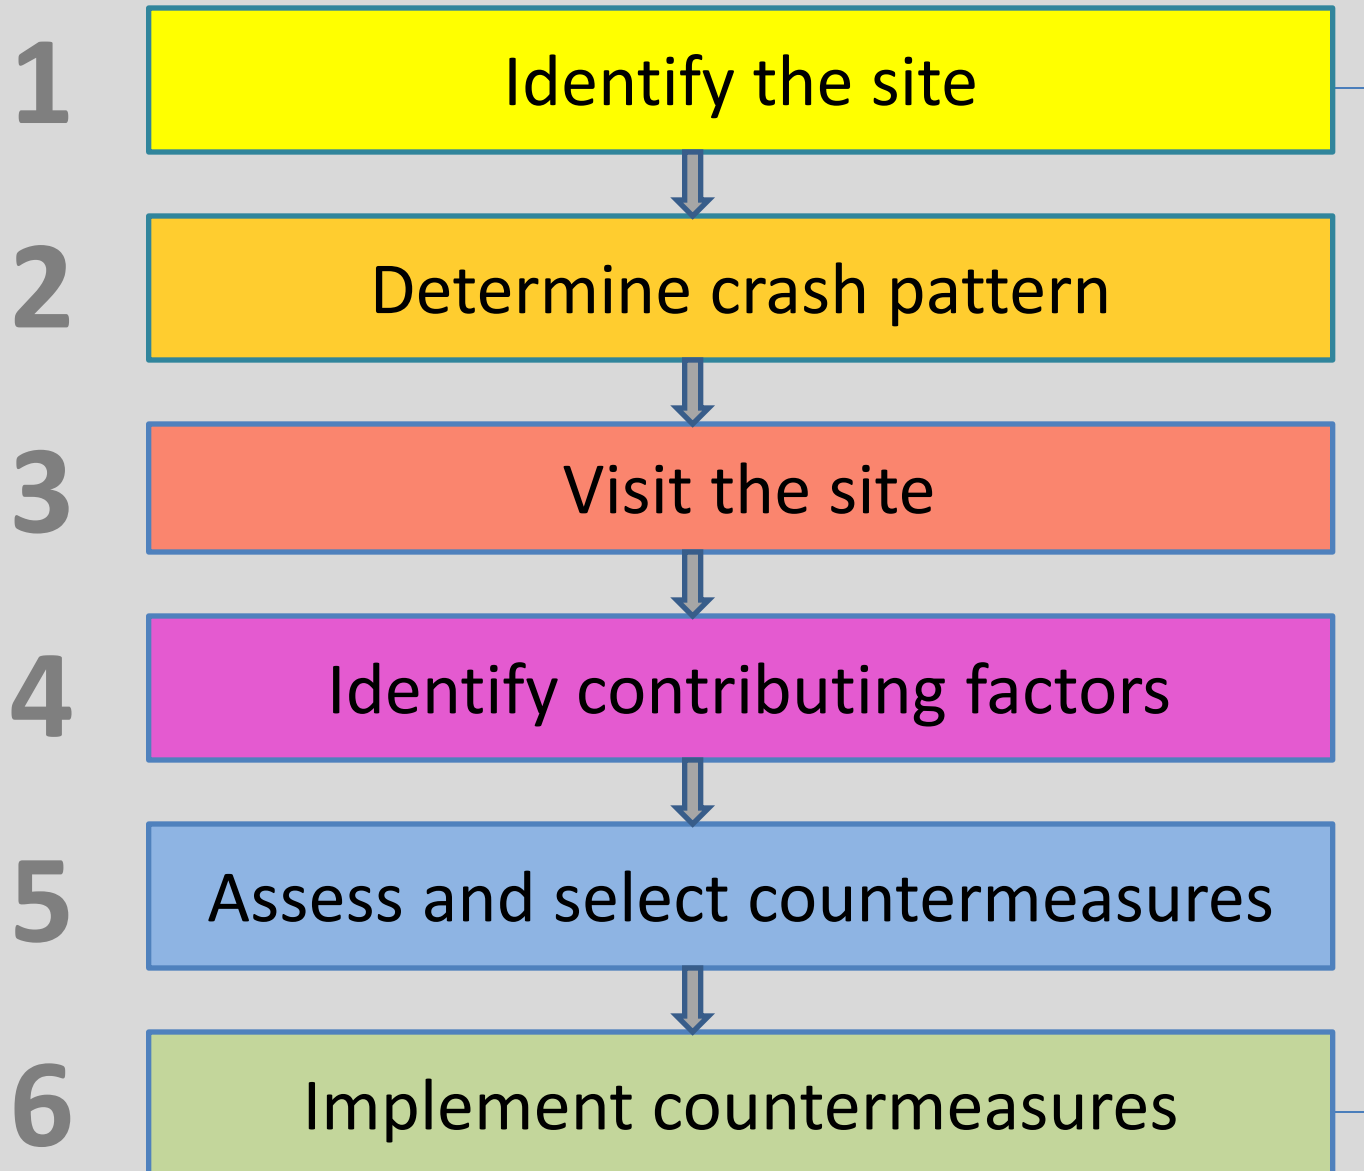 1
Identify the site
2
Determine crash pattern
3
Visit the site
4
Identify contributing factors
5
Assess and select countermeasures
6
Implement countermeasures